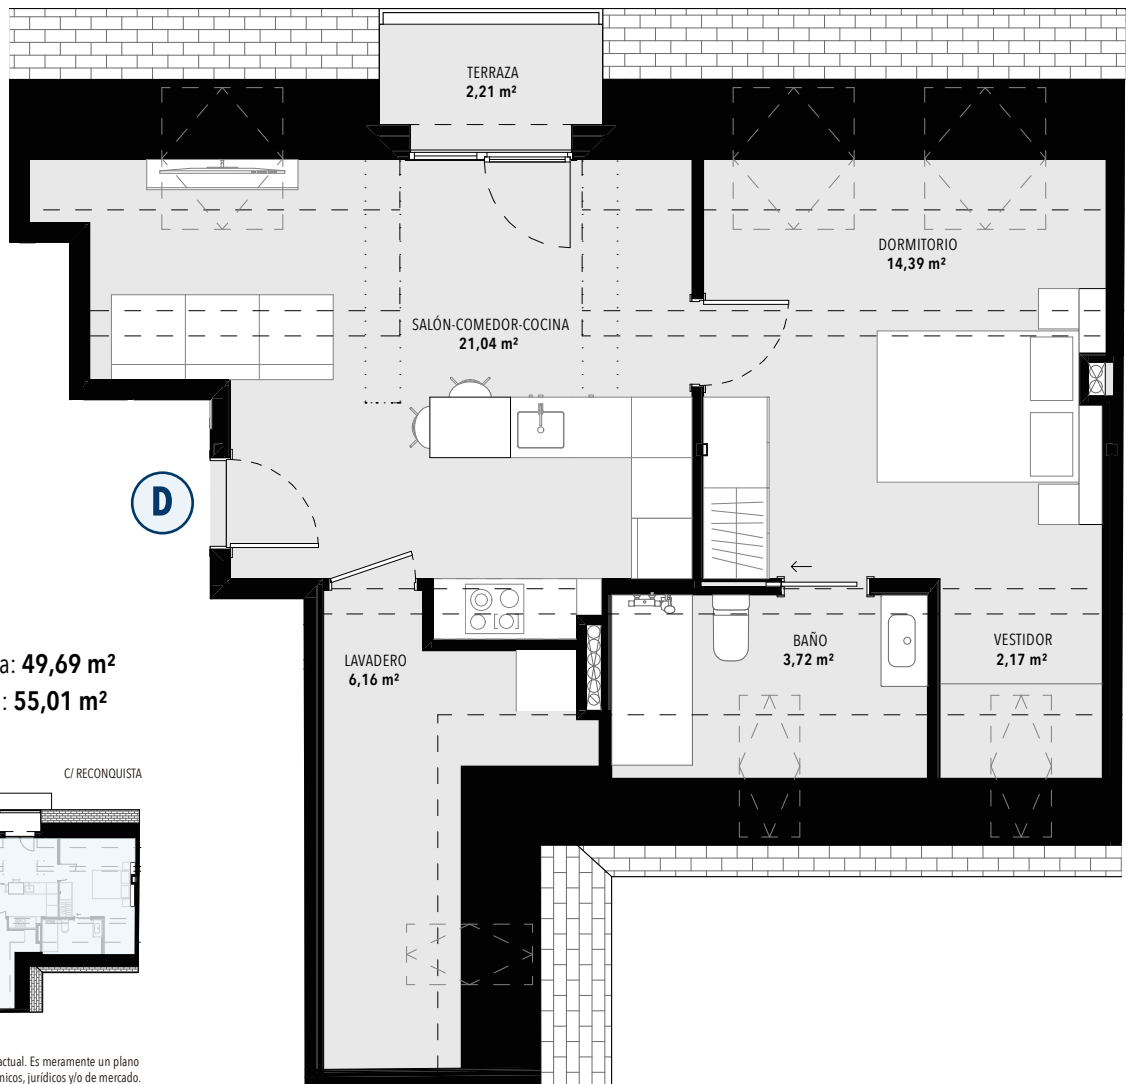 TERRAZA
2,21 m²
DORMITORIO
14,39 m²
SALÓN-COMEDOR-COCINA
21,04 m²
D
BAÑO
3,72 m²
VESTIDOR
2,17 m²
LAVADERO
6,16 m²
a: 49,69 m²
: 55,01 m²
C/ RECONQUISTA
actual. Es meramente un plano
jurídicos y/o de mercado.